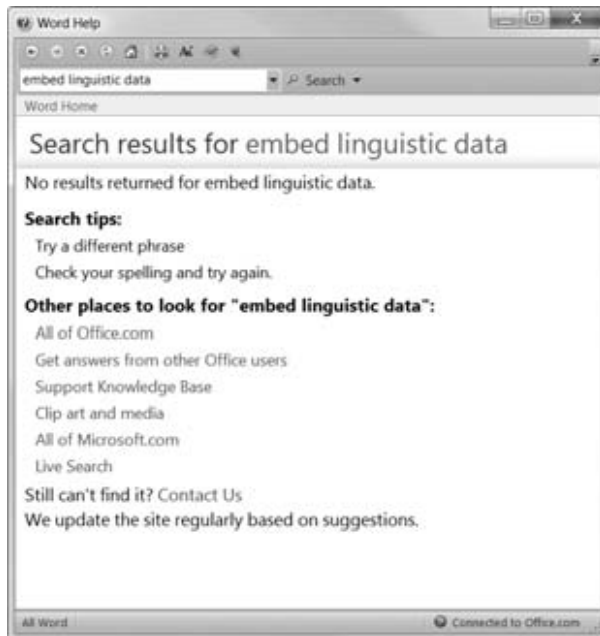 Word Help
embed linguistic data Search
Word Home
Search results for embed linguistic data
No results returned for embed linguistic data.
Search tips:
Try a different phrase
Check your spelling and try again.
Other places to look for "embed linguistic data":
All of Office.com
Get answers from other Office users
Support Knowledge Base
Clip art and media
All of Microsoft.com
Live Search
Still can't find it? Contact Us
We update the site regularly based on suggestions.
All Word Connected to Office.com